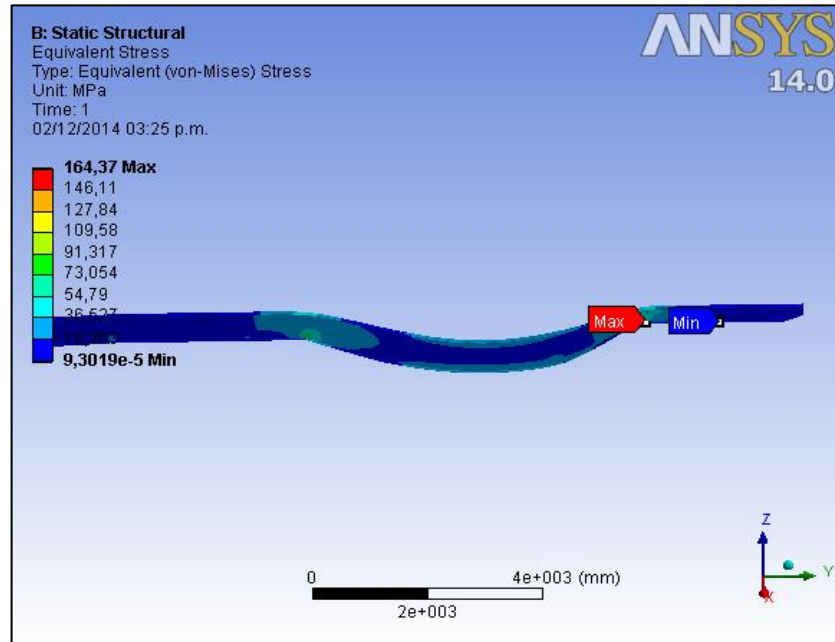 B: Static Structural
Equivalent Stress
Type: Equivalent (von-Mises) Stress
Unit: MPa
Time: 1
02/12/2014 03:25 p.m.
ANSYS
14.0
164,37 Max
146,11
127,84
109,58
91,317
73,054
54,79
36,527
9,3019e-5 Min
Max
Min
0
4e+003 (mm)
2e+003
Z
Y
X